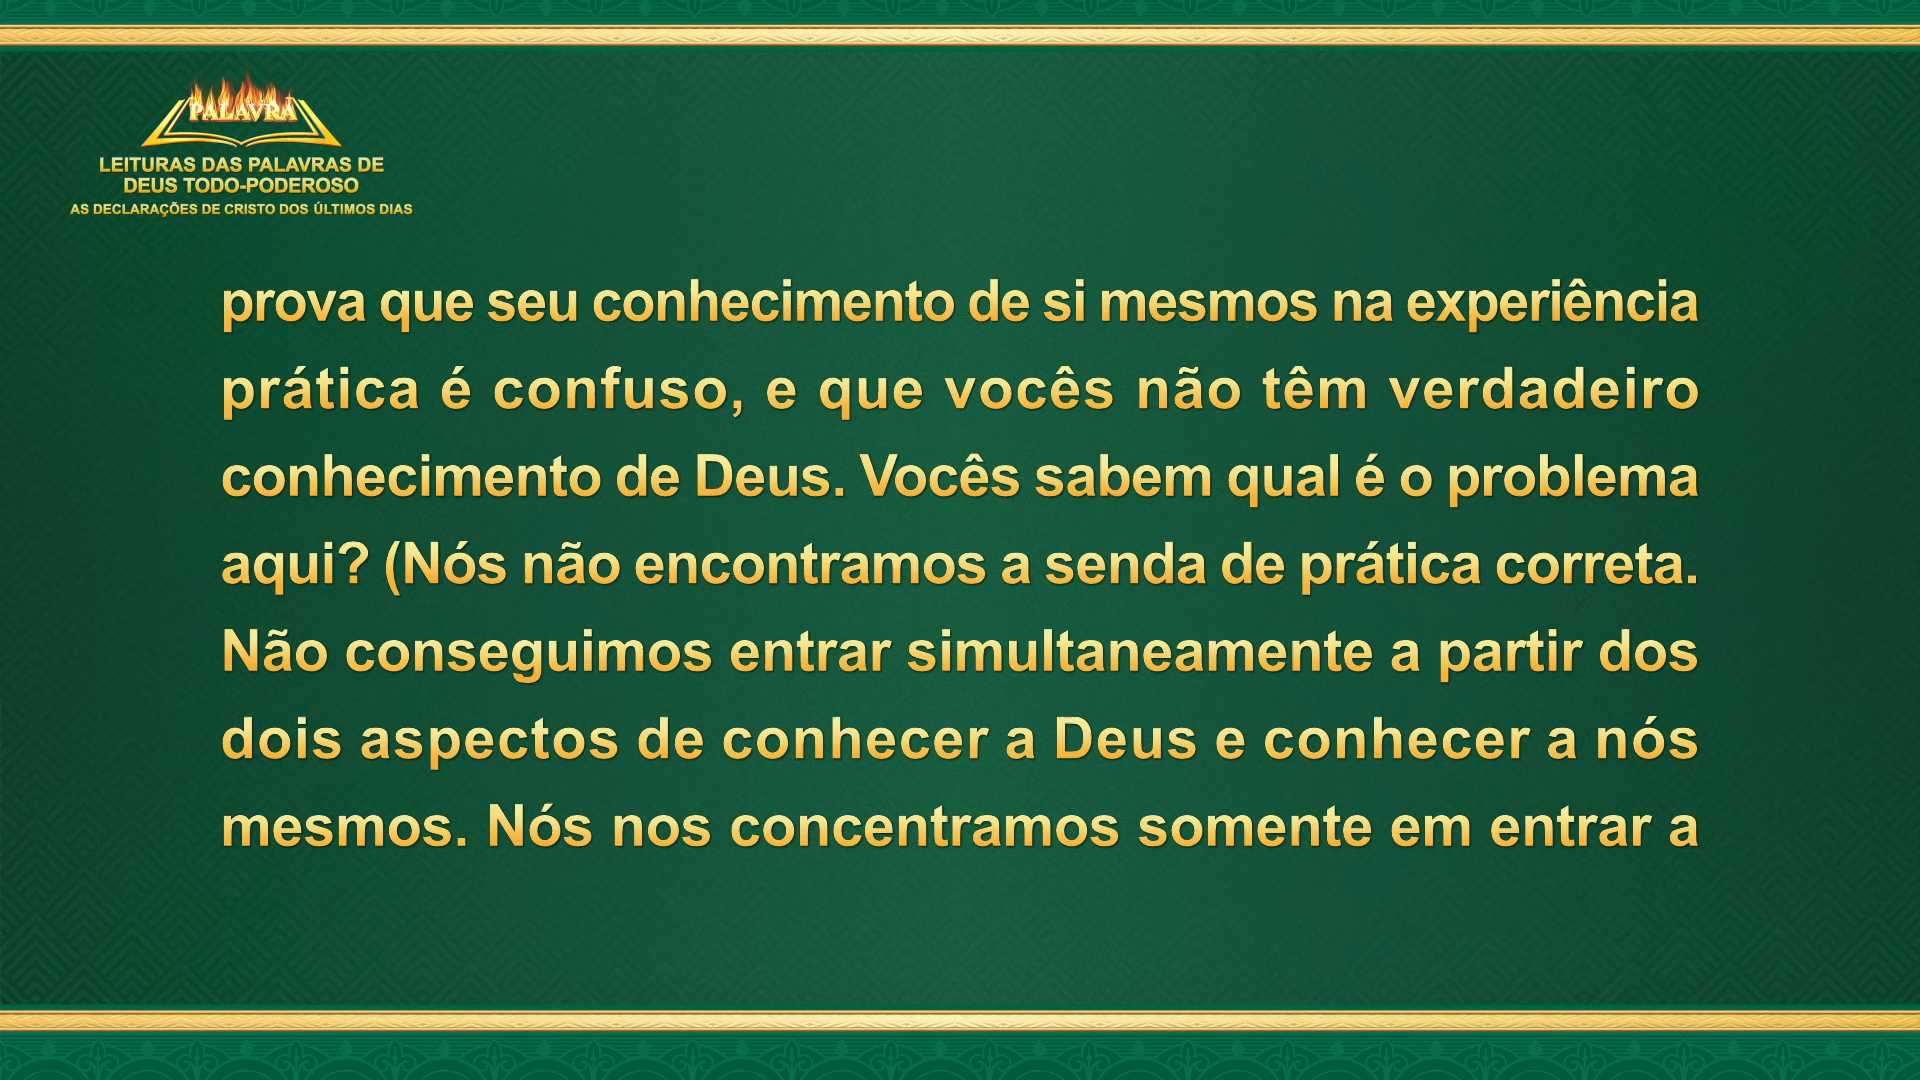 PALAVRA
LEITURAS DAS PALAVRAS DE
DEUS TODO-PODEROSO
AS DECLARAÇÕES DE CRISTO DOS ÚLTIMOS DIAS
prova que seu conhecimento de si mesmos na experiência
prática é confuso, e que vocês não têm verdadeiro
conhecimento de Deus. Vocês sabem qual é o problema
aqui? (Nós não encontramos a senda de prática correta.
Não conseguimos entrar simultaneamente a partir dos
dois aspectos de conhecer a Deus e conhecer a nós
mesmos. Nós nos concentramos somente em entrar a